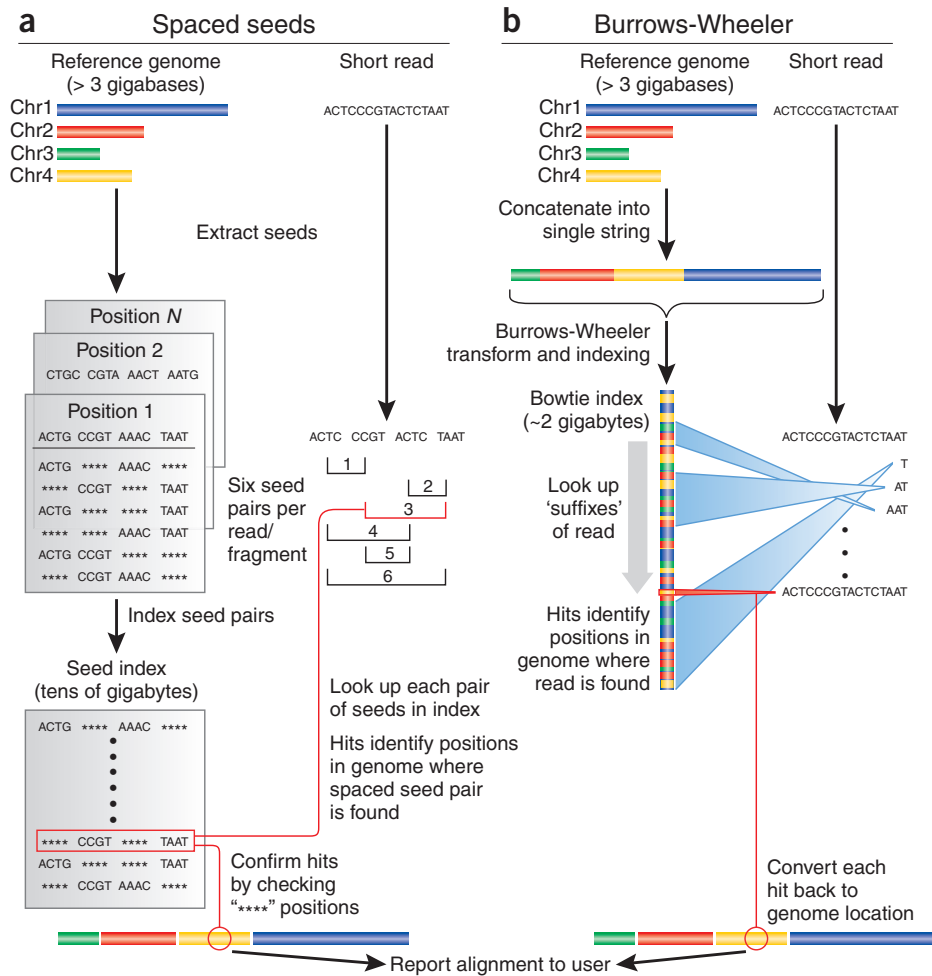 a Spaced seeds
Reference genome
(> 3 gigabases)
Short read
Chr1
Chr2
Chr3
Chr4
ACTCCCGTACTCTAAT
Extract seeds
Position N
Position 2
CTGC CGTA AACT AATG
Position 1
ACTG CCGT AAAC TAAT
ACTG **** AAAC ****
**** CCGT **** TAAT
ACTG **** **** TAAT
**** **** AAAC TAAT
ACTG CCGT **** ****
**** CCGT AAAC ****
Six seed
pairs per
read/
fragment
ACTC CCGT ACTC TAAT
1
2
3
4
5
6
Index seed pairs
Seed index
(tens of gigabytes)
ACTG **** AAAC ****
**** CCGT **** TAAT
ACTG **** **** TAAT
**** CCGT AAAC ****
Look up each pair
of seeds in index
Hits identify positions
in genome where
spaced seed pair
is found
Confirm hits
by checking
"****" positions
b Burrows-Wheeler
Reference genome
(> 3 gigabases)
Short read
Chr1
Chr2
Chr3
Chr4
ACTCCCGTACTCTAAT
Concatenate into
single string
Burrows-Wheeler
transform and indexing
Bowtie index
(~2 gigabytes)
Look up
'suffixes'
of read
ACTCCCGTACTCTAAT
T
AT
AAT
ACTCCCGTACTCTAAT
Hits identify
positions in
genome where
read is found
Convert each
hit back to
genome location
Report alignment to user